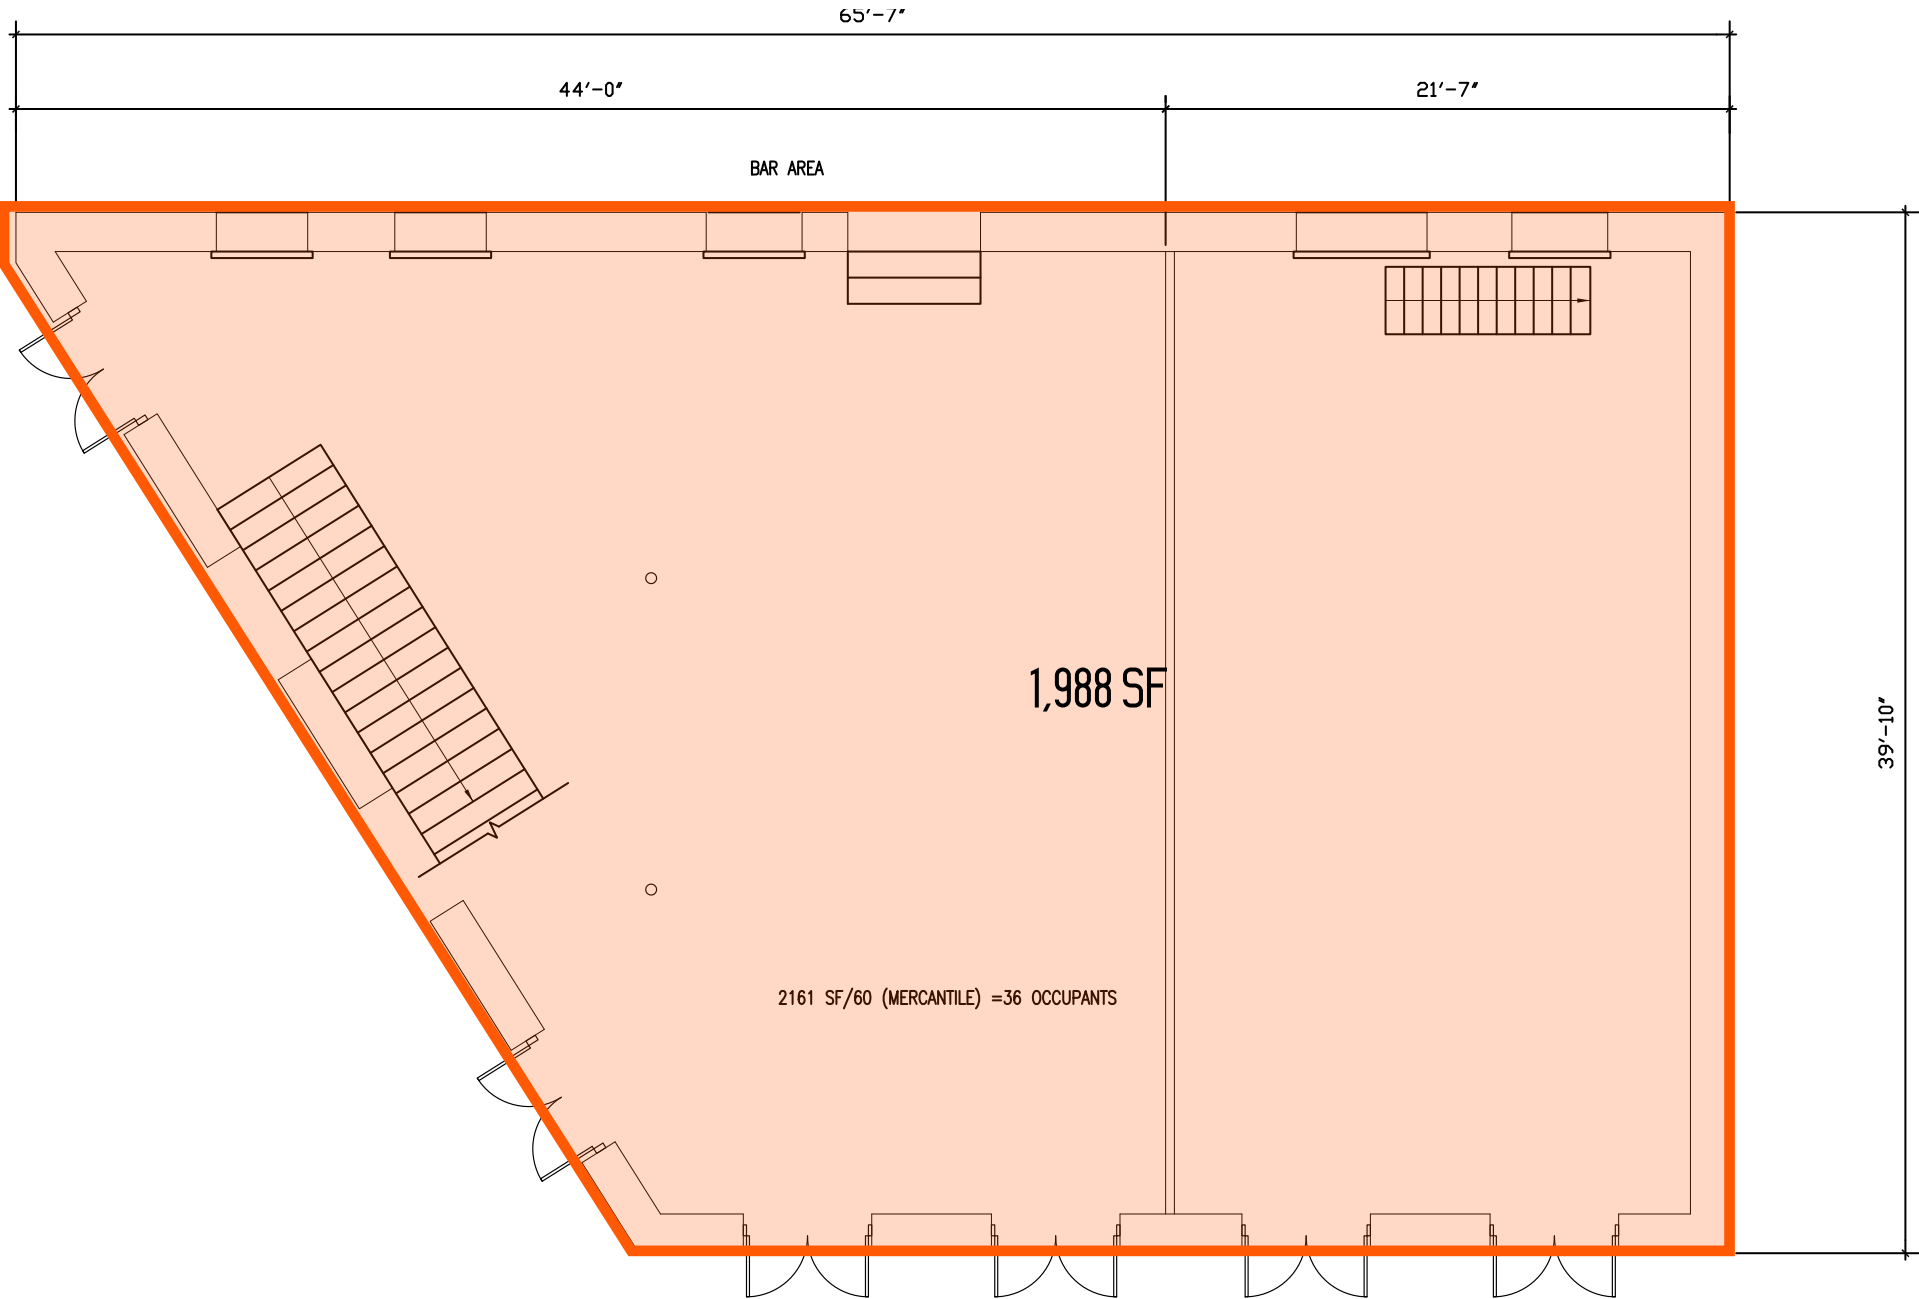 65'-7"
44'-0"
21'-7"
BAR AREA
1,988 SF
39'-10"
2161 SF/60 (MERCANTILE) =36 OCCUPANTS